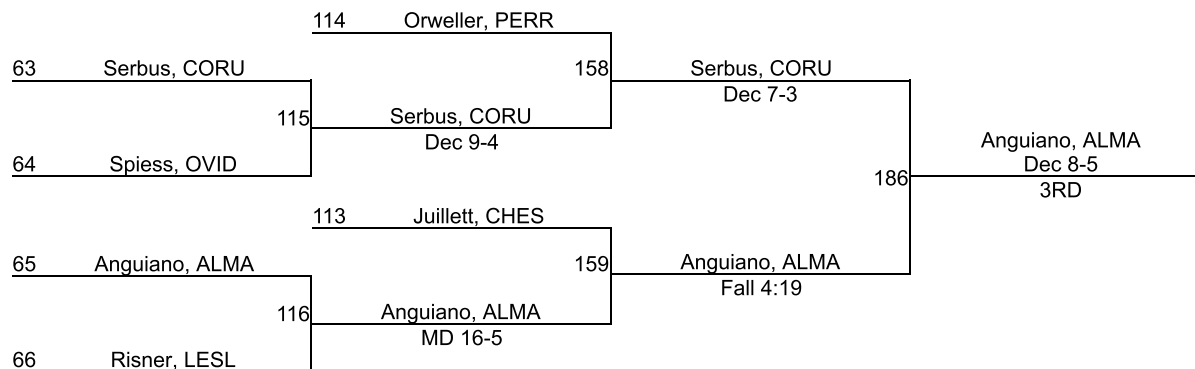 114 Orweller, PERR
63 Serbus, CORU
158
Serbus, CORU
Dec 7-3
115
Serbus, CORU
Dec 9-4
64 Spiess, OVID
186
Anguiano, ALMA
Dec 8-5
3RD
113 Juillett, CHES
65 Anguiano, ALMA
159
Anguiano, ALMA
Fall 4:19
116
Anguiano, ALMA
MD 16-5
66 Risner, LESL